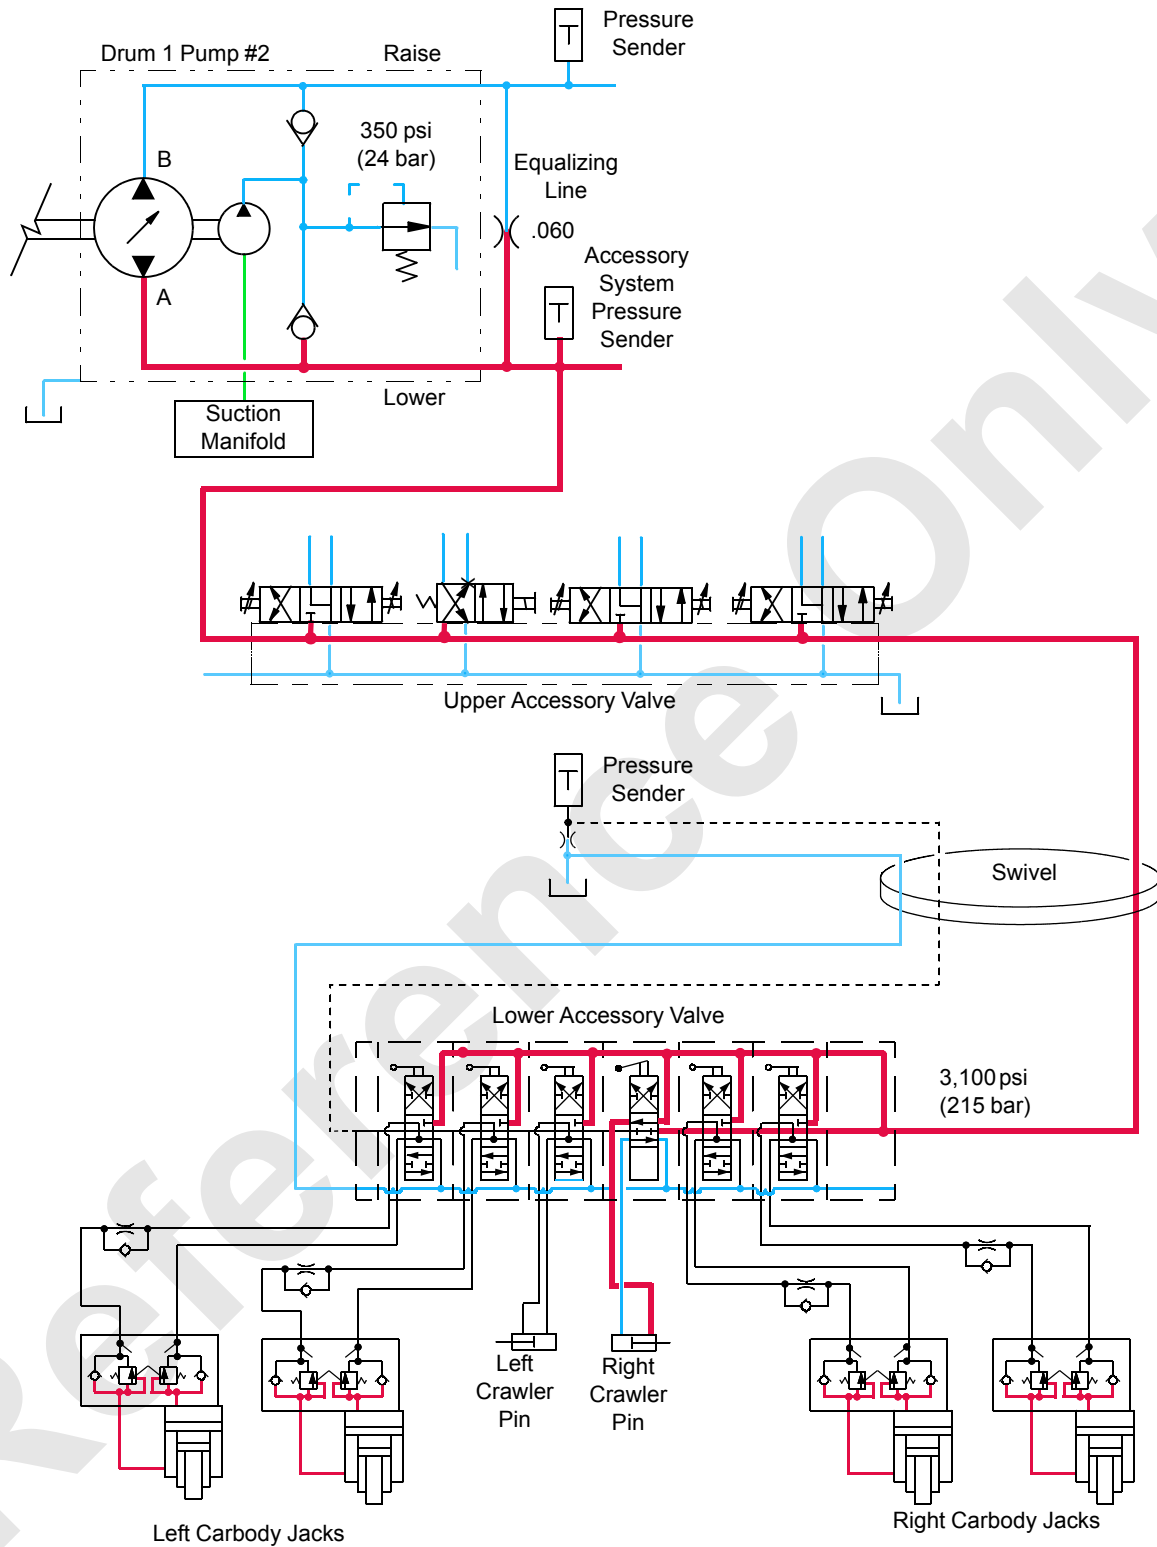 Pressure
Sender
Drum 1 Pump #2
Raise
350 psi
(24 bar)
B
Equalizing
Line
.060
A
Accessory
System
Pressure
Sender
Lower
Suction
Manifold
Upper Accessory Valve
Pressure
Sender
Swivel
Lower Accessory Valve
3,100 psi
(215 bar)
Left
Crawler
Pin
Right
Crawler
Pin
Left Carbody Jacks
Right Carbody Jacks
Reference Only